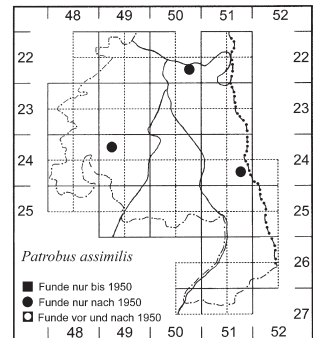 48 49 50 51 52
22 22
23 23
24 24
25 25
Patrobus assimilis
26
Funde nur bis 1950
Funde nur nach 1950
Funde vor und nach 1950
27
48 49 50 51 52